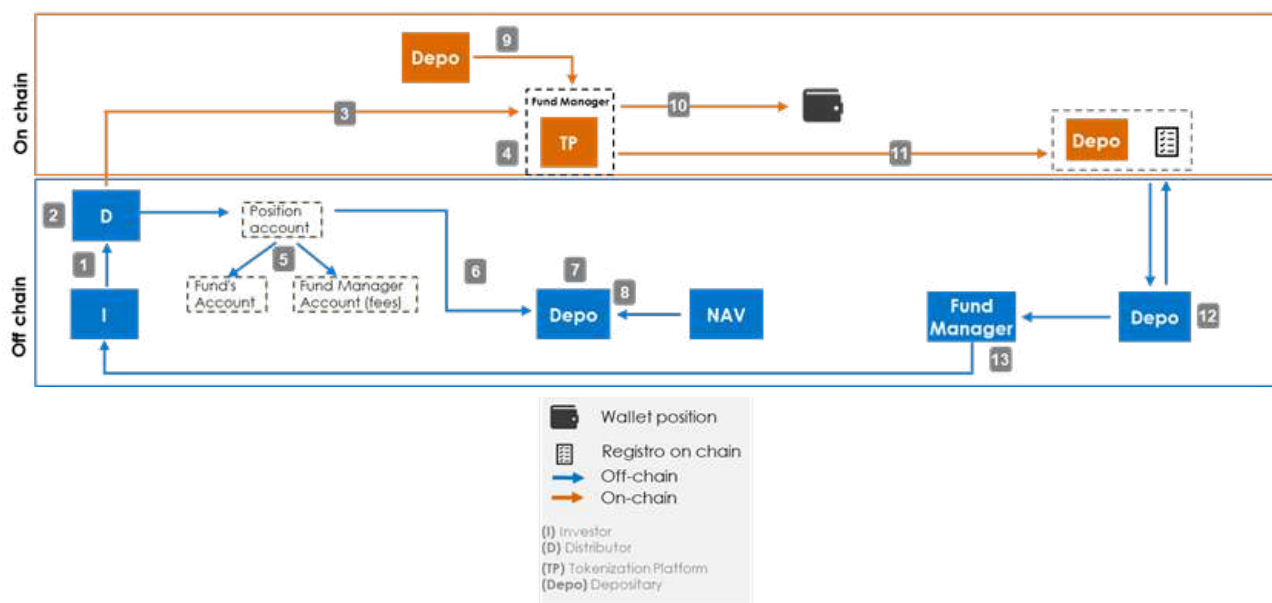 On chain
Depo
9
Fund Manager
3
10
4
TP
11
Depo
Off chain
2
D
Position
account
1
5
6
7
Fund's
Account
Fund Manager
Account (fees)
8
I
Depo
NAV
Fund
Manager
Depo
12
13
Wallet position
Registro on chain
Off-chain
On-chain
(I) Investor
(D) Distributor
(TP) Tokenization Platform
(Depo) Depositary